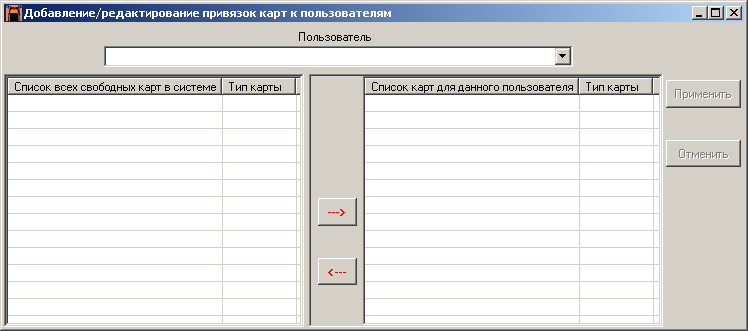 Добавление/редактирование привязок карт к пользователям
Пользователь
Список всех свободных карт в системе Тип карты Список карт для данного пользователя Тип карты
Применить
Отменить
--->
<---